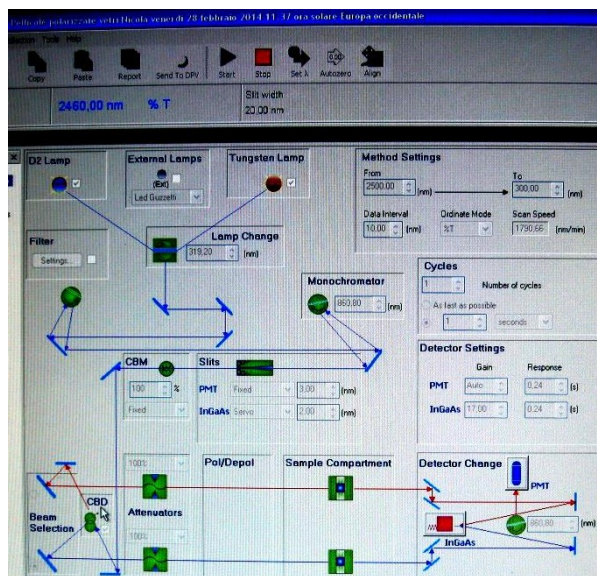 Pellicole polarizzate vetri Nicola venerdì 28 febbraio 2014 11.37 ora solare Europa occidentale
Tools Help
Copy Paste Report Send To DPV Start Stop Set λ Autozero Align
2460,00 nm % T
Slit width
20,00 nm
D2 Lamp
External Lamps
(Ext)
Led Guzzetti
Tungsten Lamp
Lamp Change
319,20 (nm)
Filter
Settings...
Method Settings
From To
2500,00 (nm) 300,00 (nm)
Data Interval Ordinate Mode Scan Speed
10,00 (nm) %T 1790,66 (nm/min)
Monochromator
860,80 (nm)
Cycles
1 Number of cycles
As fast as possible
1 seconds
CBM
100 %
Fixed
Slits
PMT Fixed 3,00 (nm)
InGaAs Servo 2,00 (nm)
Detector Settings
Gain Response
PMT Auto 0,24 (s)
InGaAs 17,00 0,24 (s)
100%
Pol/Depol
Sample Compartment
Detector Change
PMT
CBD
Beam
Selection
Attenuators
860,80 (nm)
InGaAs
100%